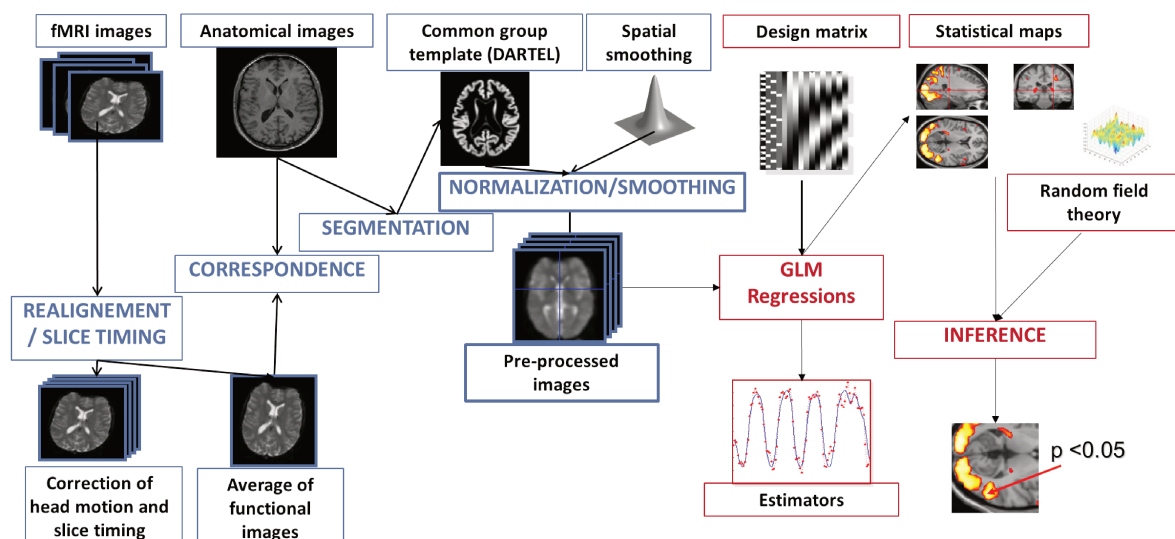 fMRI images
Anatomical images
Common group
template (DARTEL)
Spatial
smoothing
Design matrix
Statistical maps
NORMALIZATION/SMOOTHING
Random field
theory
SEGMENTATION
CORRESPONDENCE
GLM
Regressions
REALIGNEMENT
/ SLICE TIMING
INFERENCE
Pre-processed
images
p <0.05
Estimators
Correction of
head motion and
slice timing
Average of
functional
images